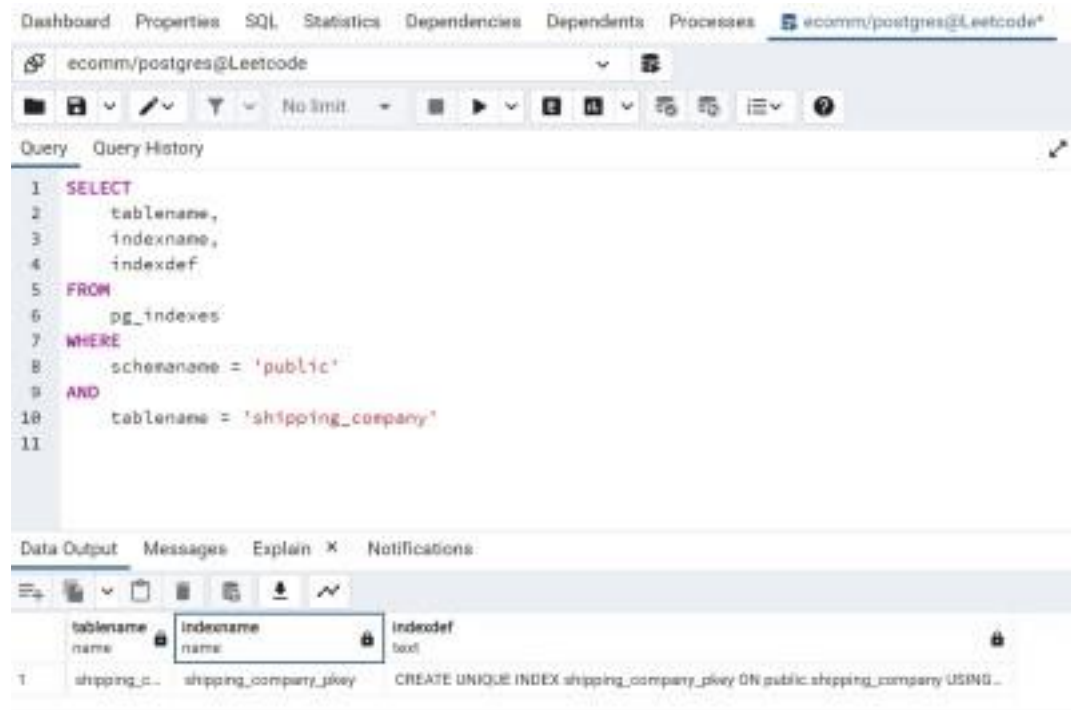 Dashboard Properties SQL Statistics Dependencies Dependents Processes ecomm/postgres@Leetcode*
ecomm/postgres@Leetcode
No limit
Query Query History
1 SELECT
2 tablename,
3 indexname,
4 indexdef
5 FROM
6 pg_indexes
7 WHERE
8 schemaname = 'public'
9 AND
10 tablename = 'shipping_company'
11
Data Output Messages Explain × Notifications
tablename indexname indexdef
name name text
1 shipping_c... shipping_company_pkey CREATE UNIQUE INDEX shipping_company_pkey ON public.shipping_company USING...